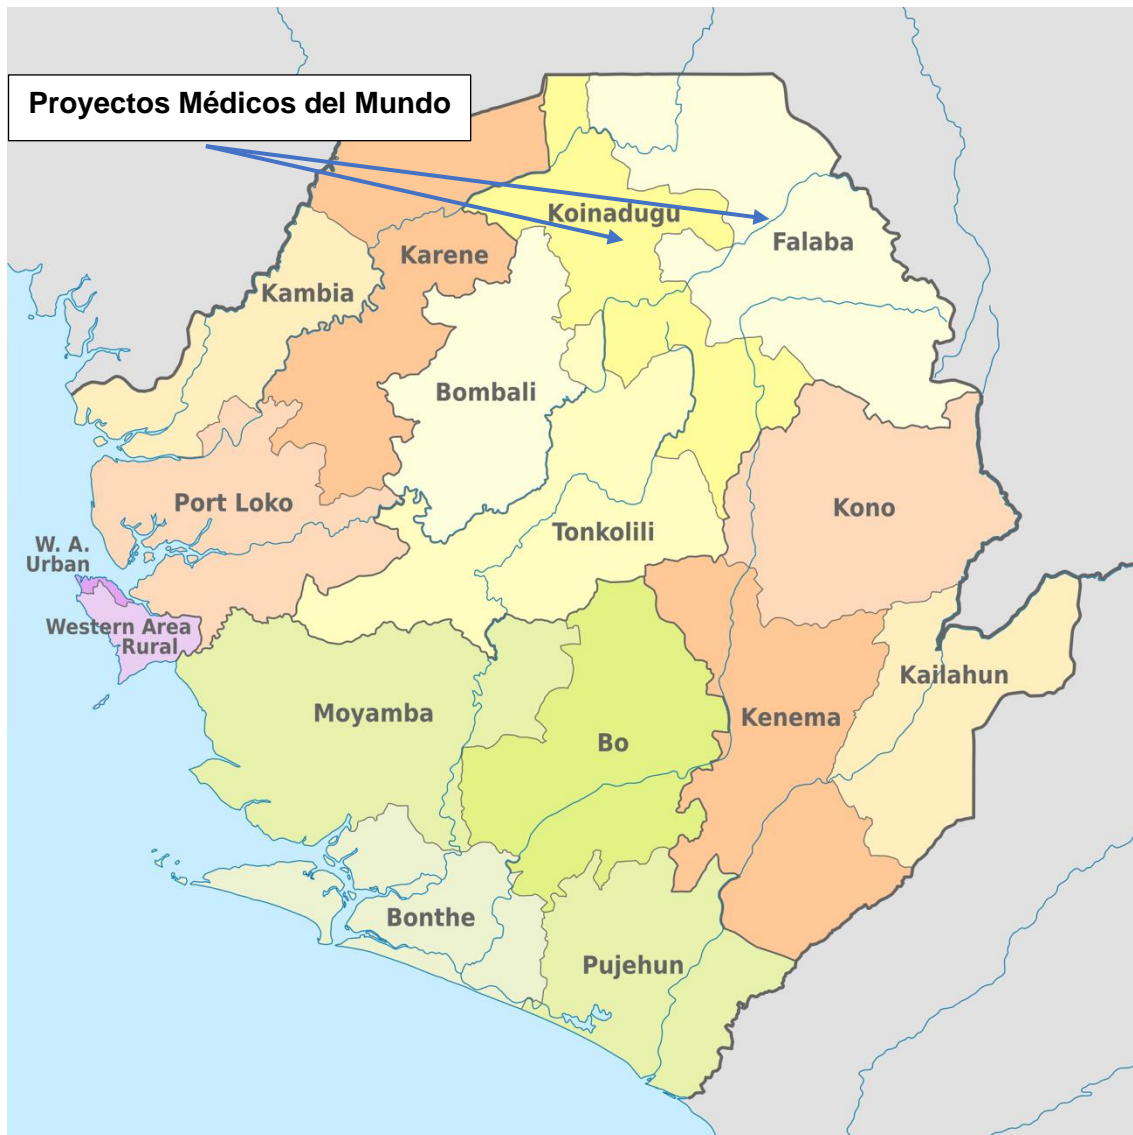 Proyectos Médicos del Mundo
Koinadugu
Falaba
Karene
Kambia
Bombali
Port Loko
Kono
Tonkolili
W. A.
Urban
Western Area
Rural
Kailahun
Moyamba
Kenema
Bo
Bonthe
Pujehun